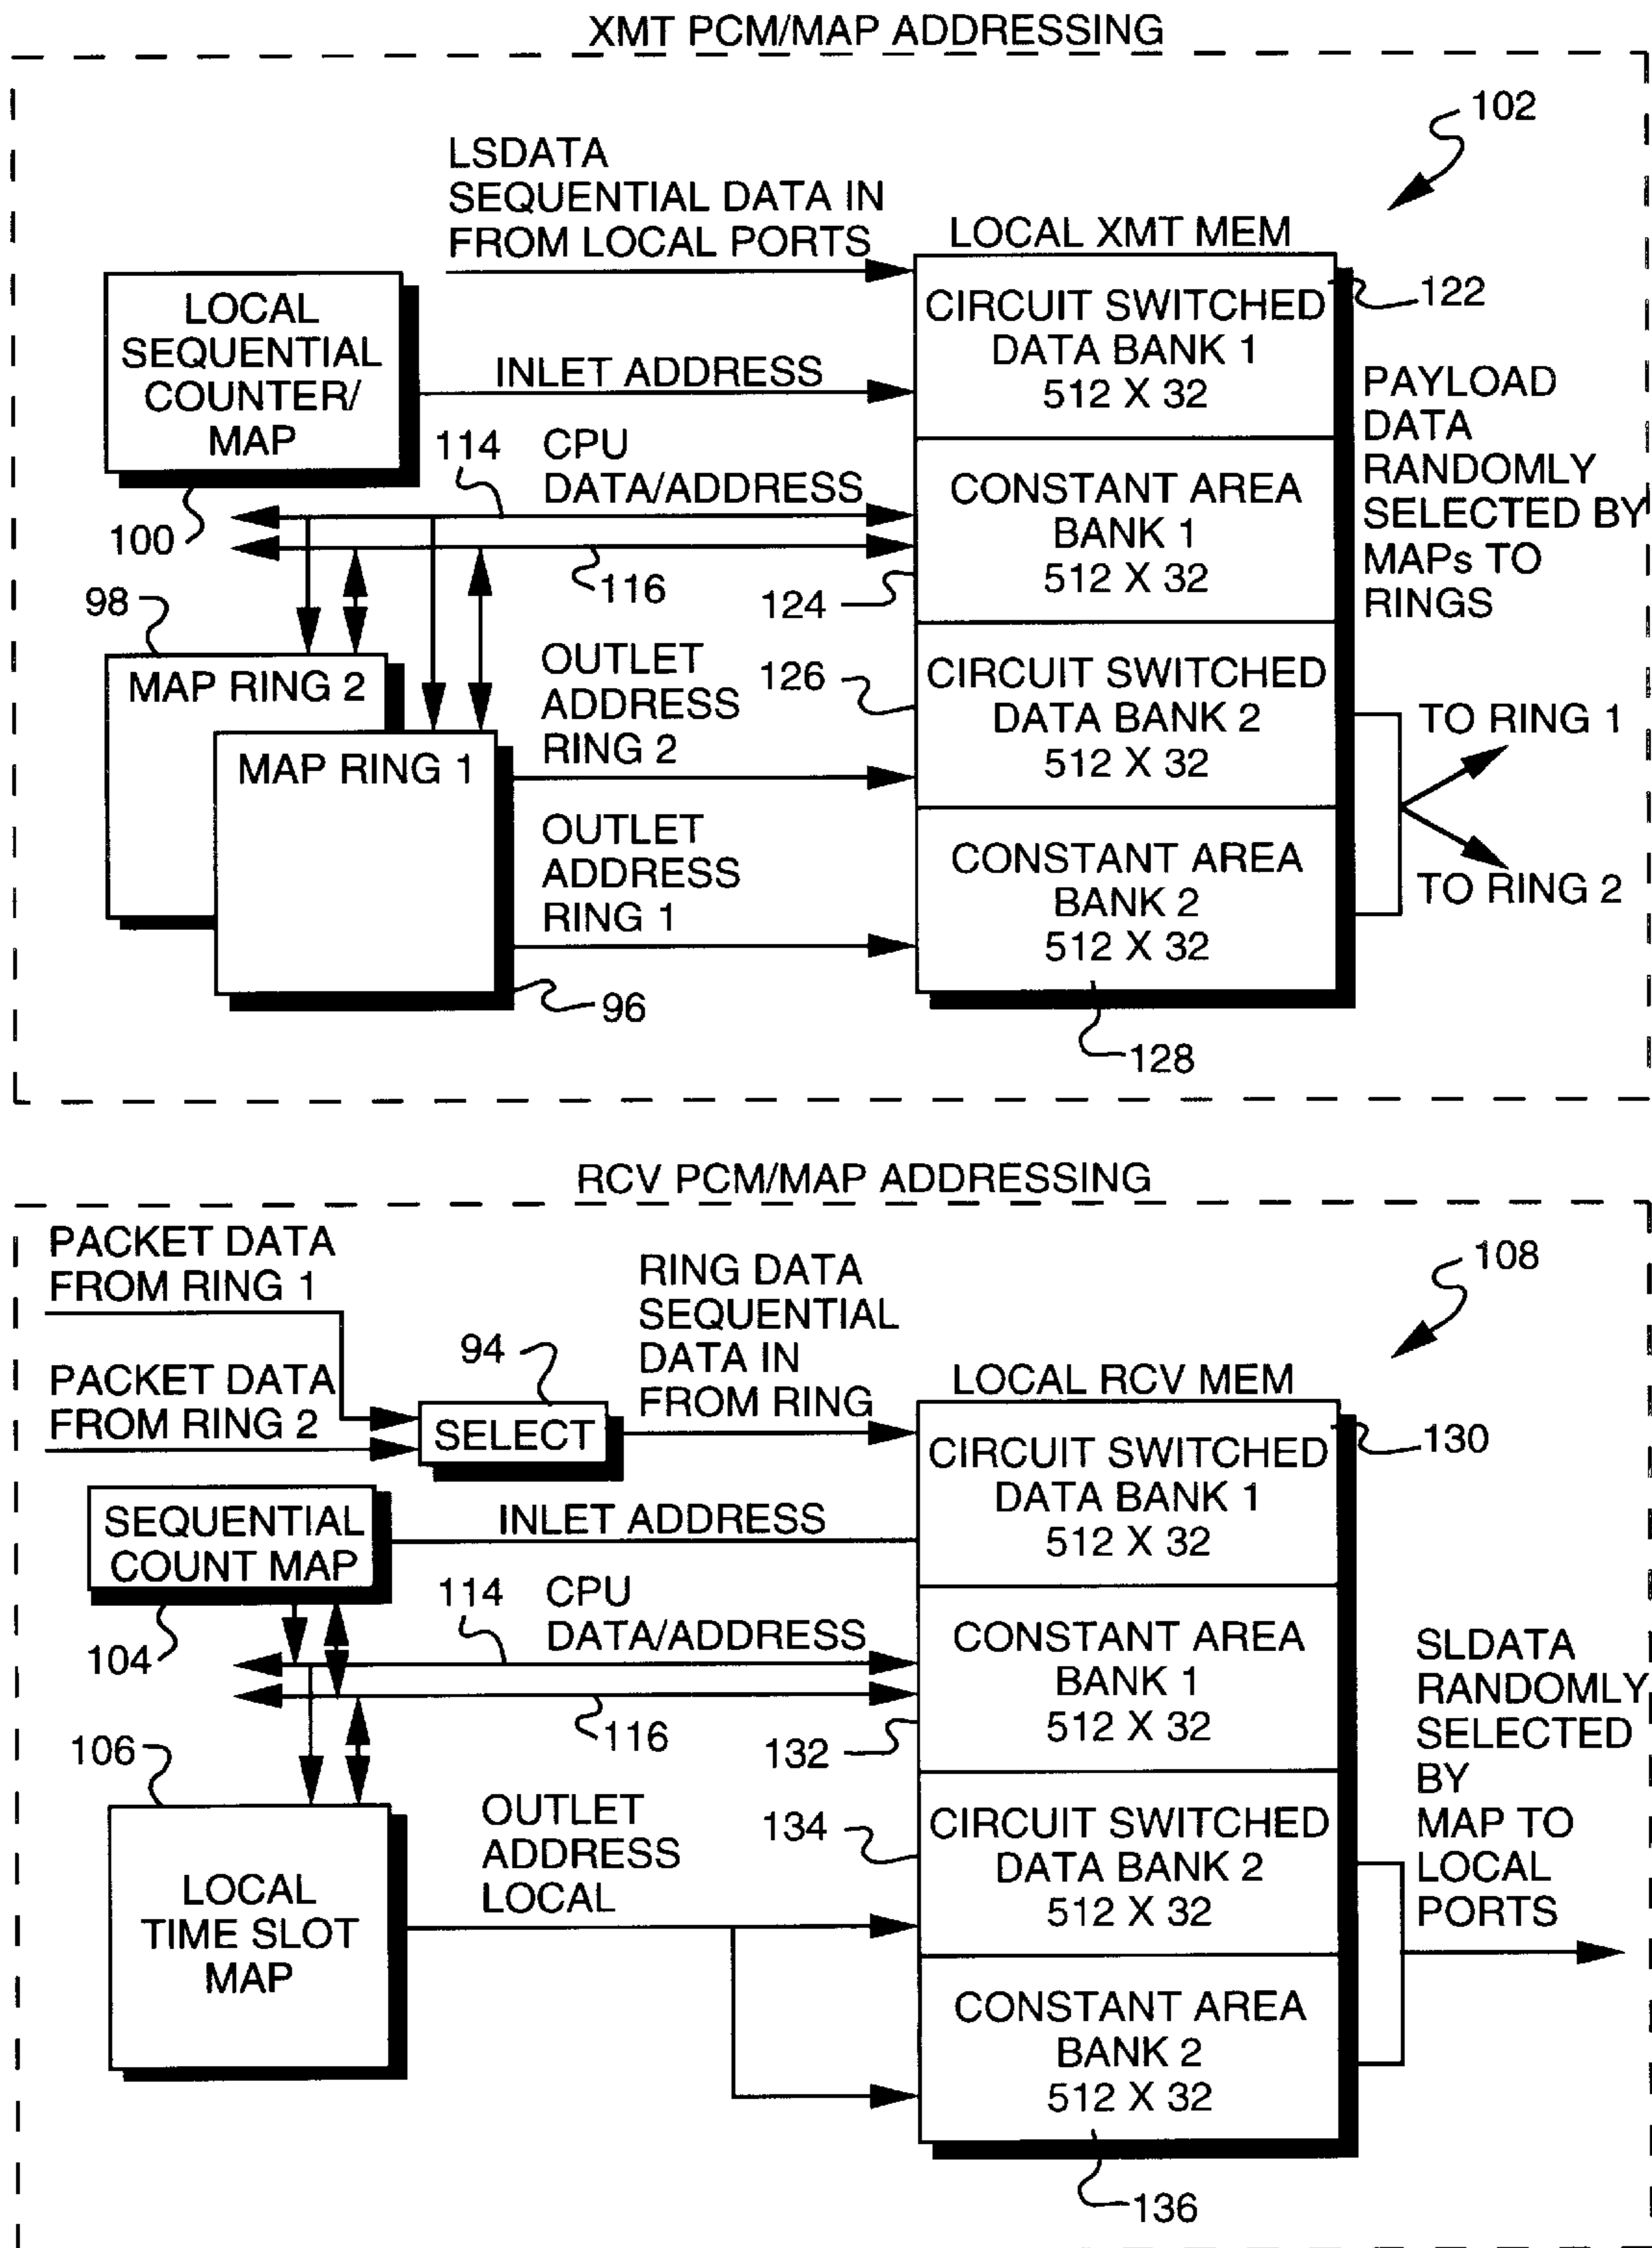 XMT PCM/MAP ADDRESSING
102
LSDATA
SEQUENTIAL DATA IN
FROM LOCAL PORTS
LOCAL XMT MEM
LOCAL
SEQUENTIAL
COUNTER/
MAP
100
INLET ADDRESS
CIRCUIT SWITCHED
DATA BANK 1
512 X 32
122
114
CPU
DATA/ADDRESS
116
CONSTANT AREA
BANK 1
512 X 32
124
PAYLOAD
DATA
RANDOMLY
SELECTED BY
MAPs TO
RINGS
98
MAP RING 2
MAP RING 1
96
OUTLET
ADDRESS
RING 2
126
CIRCUIT SWITCHED
DATA BANK 2
512 X 32
TO RING 1
TO RING 2
OUTLET
ADDRESS
RING 1
CONSTANT AREA
BANK 2
512 X 32
128
RCV PCM/MAP ADDRESSING
PACKET DATA
FROM RING 1
PACKET DATA
FROM RING 2
94
SELECT
RING DATA
SEQUENTIAL
DATA IN
FROM RING
108
LOCAL RCV MEM
CIRCUIT SWITCHED
DATA BANK 1
512 X 32
130
SEQUENTIAL
COUNT MAP
104
INLET ADDRESS
114
CPU
DATA/ADDRESS
116
CONSTANT AREA
BANK 1
512 X 32
132
106
LOCAL
TIME SLOT
MAP
OUTLET
ADDRESS
LOCAL
134
CIRCUIT SWITCHED
DATA BANK 2
512 X 32
SLDATA
RANDOMLY
SELECTED
BY
MAP TO
LOCAL
PORTS
CONSTANT AREA
BANK 2
512 X 32
136